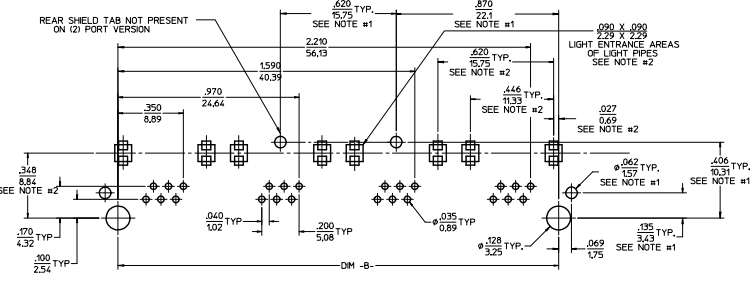 REAR SHIELD TAB NOT PRESENT
ON (2) PORT VERSION
.620 TYP.
15,75
SEE NOTE #1
.870
22.1
SEE NOTE #1
.090 X .090
2.29 X 2.29
LIGHT ENTRANCE AREAS
OF LIGHT PIPES
SEE NOTE #2
2.210
56,13
.620 TYP.
15,75
SEE NOTE #2
1.590
40.39
.970
24,64
.446 TYP.
11,33
SEE NOTE #2
.350
8,89
.027
0.69
SEE NOTE #2
.348
8,84
SEE NOTE #2
ø.062 TYP.
1.57
SEE NOTE #1
.406 TYP.
10,31
SEE NOTE #1
.170 TYP
4.32
.100 TYP
2.54
.040 TYP
1,02
.200 TYP
5,08
ø.035 TYP
0,89
ø.128 TYP.
3,25
.069
1,75
.135 TYP.
3,43
SEE NOTE #1
DIM -B-